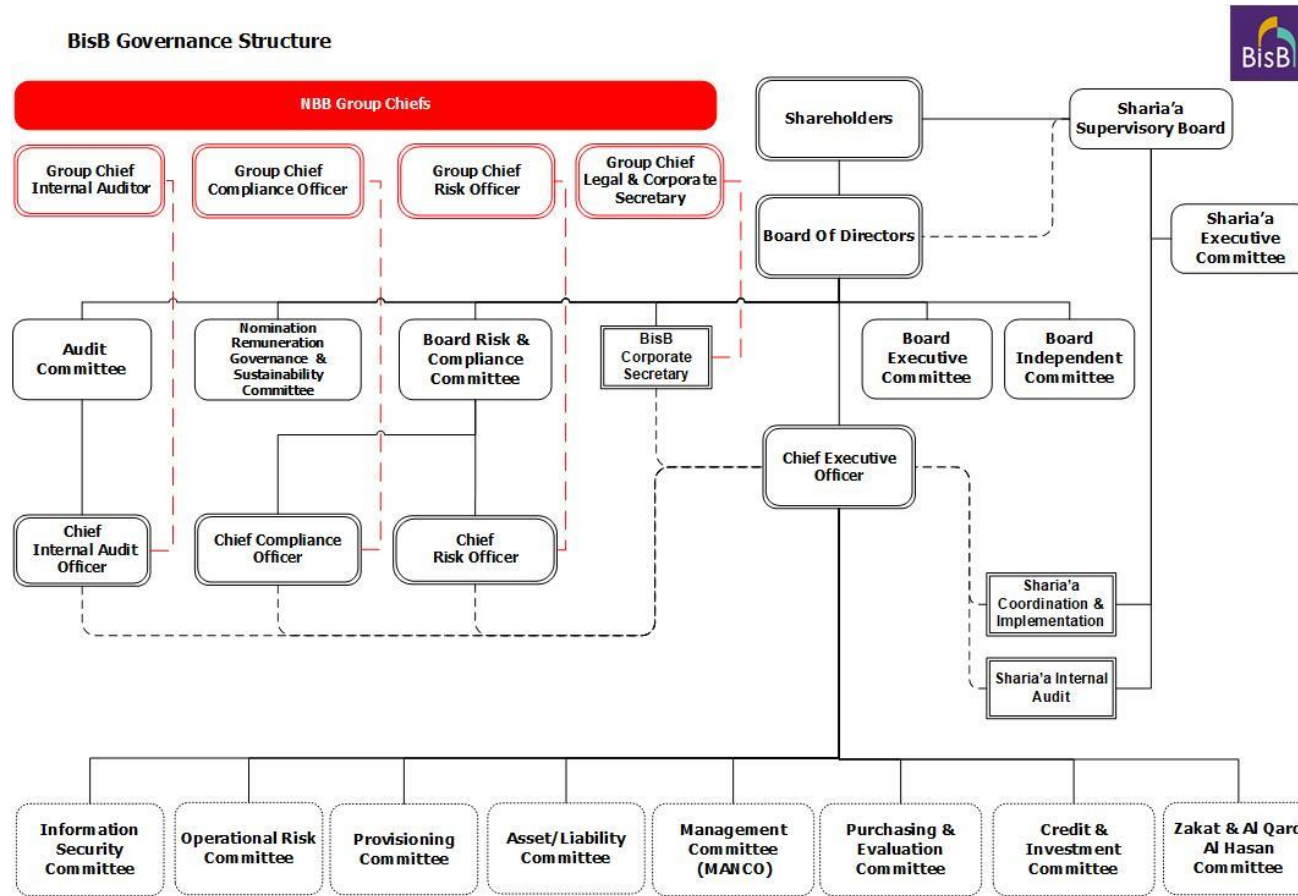 BisB Governance Structure
BisB
NBB Group Chiefs
Shareholders
Sharia'a
Supervisory Board
Group Chief
Internal Auditor
Group Chief
Compliance Officer
Group Chief
Risk Officer
Group Chief
Legal & Corporate
Secretary
Board Of Directors
Sharia'a
Executive
Committee
Audit
Committee
Nomination
Remuneration
Governance &
Sustainability
Committee
Board Risk &
Compliance
Committee
BisB
Corporate
Secretary
Board
Executive
Committee
Board
Independent
Committee
Chief Executive
Officer
Chief
Internal Audit
Officer
Chief Compliance
Officer
Chief
Risk Officer
Sharia'a
Coordination &
Implementation
Sharia'a Internal
Audit
Information
Security
Committee
Operational Risk
Committee
Provisioning
Committee
Asset/Liability
Committee
Management
Committee
(MANCO)
Purchasing &
Evaluation
Committee
Credit &
Investment
Committee
Zakat & Al Qard
Al Hasan
Committee